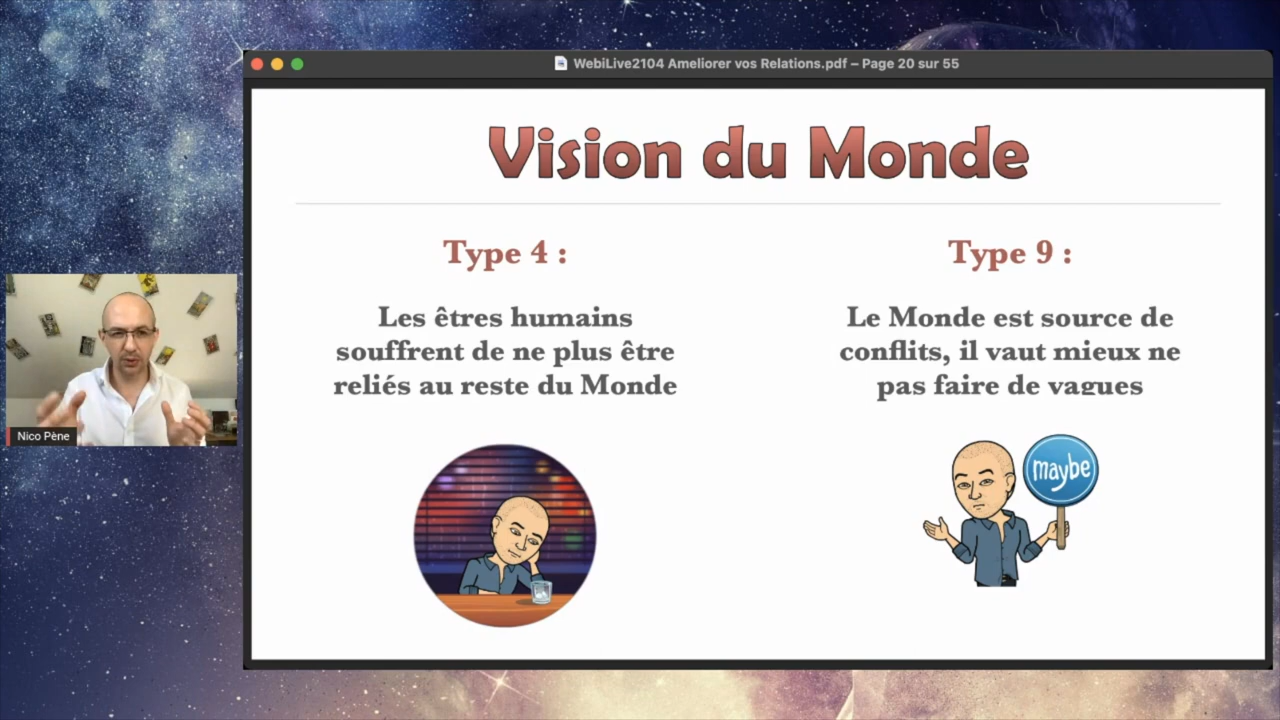 WebiLive2104 Ameliorer vos Relations.pdf – Page 20 sur 55
Vision du Monde
Type 4 :
Les êtres humains
souffrent de ne plus être
reliés au reste du Monde
Type 9 :
Le Monde est source de
conflits, il vaut mieux ne
pas faire de vagues
maybe
Nico Pène